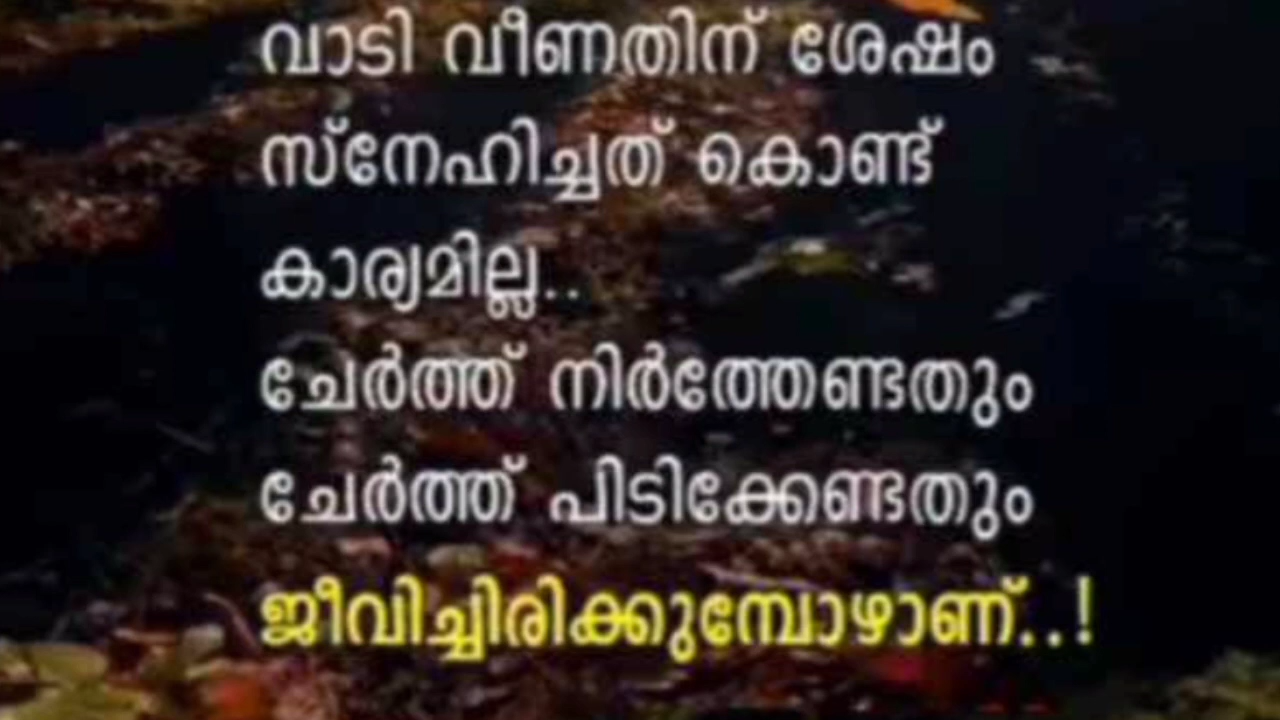 വാടി വീണതിന് ശേഷം
സ്നേഹിച്ചത് കൊണ്ട്
കാര്യമില്ല..
ചേർത്ത് നിർത്തേണ്ടതും
ചേർത്ത് പിടിക്കേണ്ടതും
ജീവിച്ചിരിക്കുമ്പോഴാണ്..!